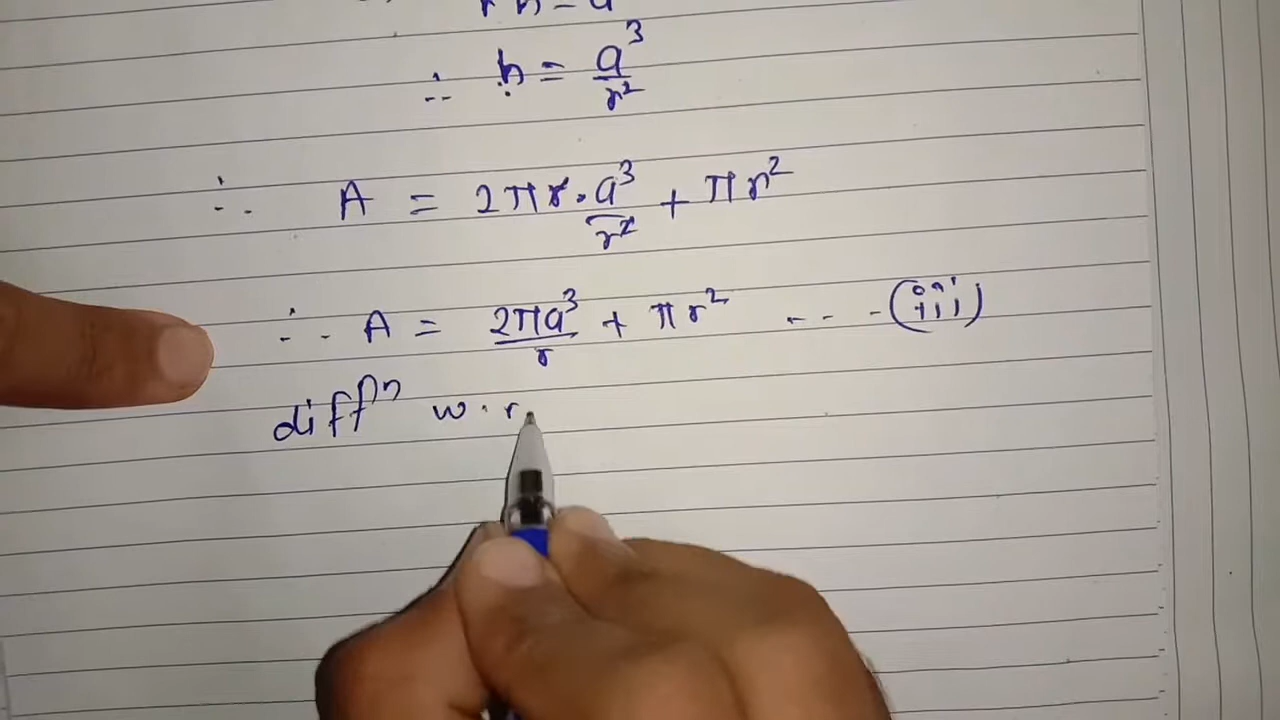 ∴ h = a³/r²
∴ A = 2πr · a³/r² + πr²
∴ A = 2πa³/r + πr² --- (iii)
diffⁿ w.r